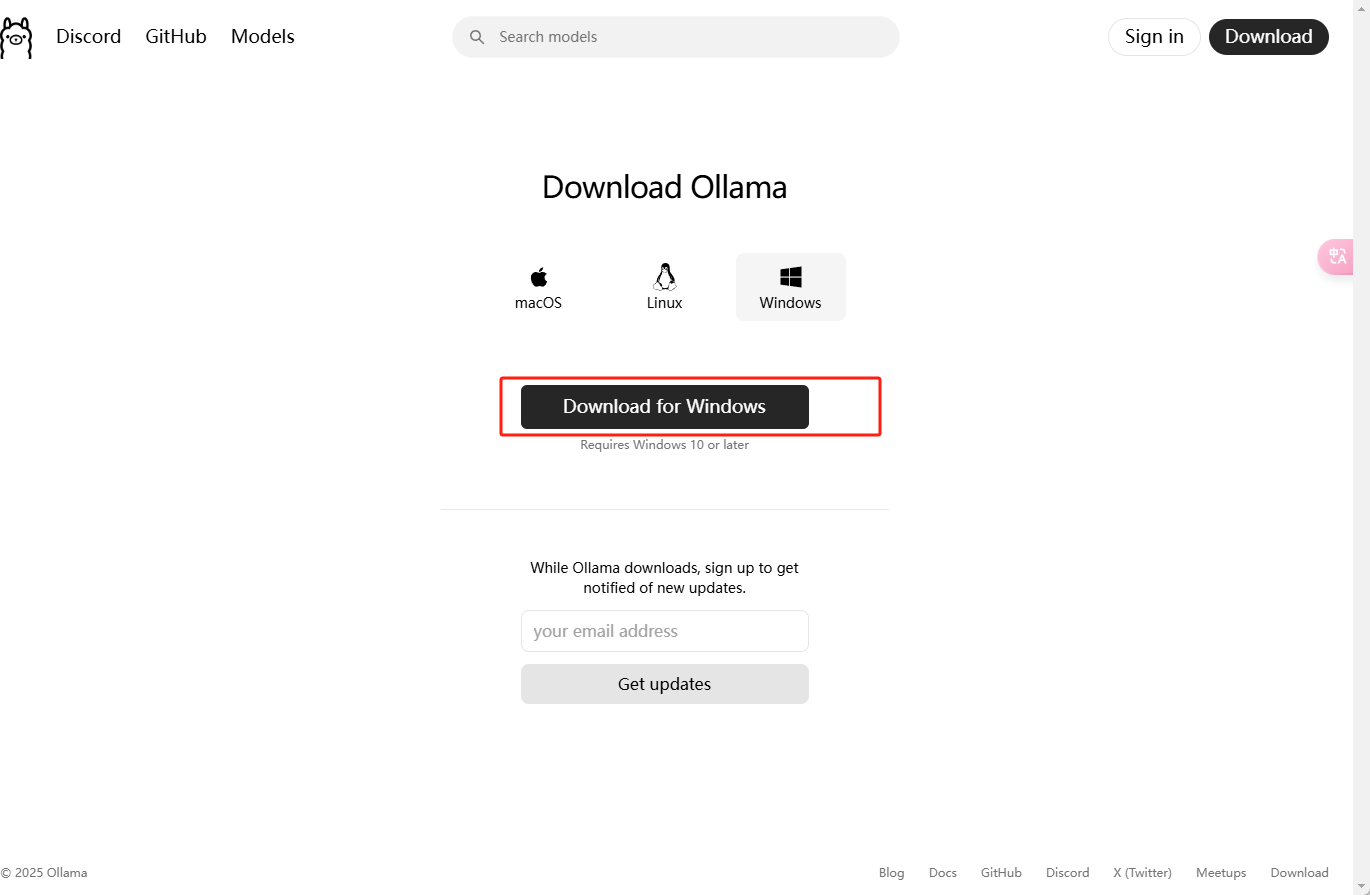 Discord GitHub Models Search models Sign in Download
Download Ollama
macOS Linux Windows
Download for Windows
Requires Windows 10 or later
While Ollama downloads, sign up to get
notified of new updates.
your email address
Get updates
© 2025 Ollama Blog Docs GitHub Discord X (Twitter) Meetups Download